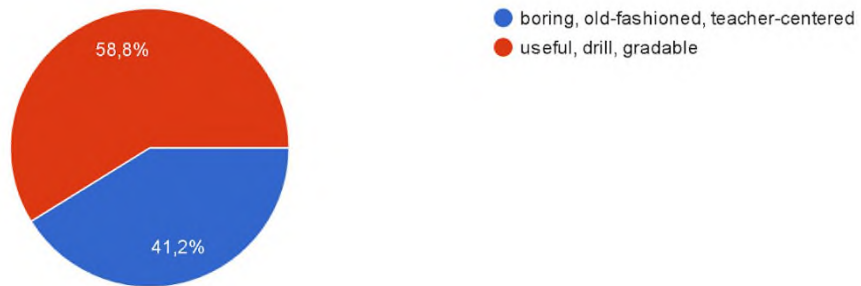 58,8%
41,2%
boring, old-fashioned, teacher-centered
useful, drill, gradable